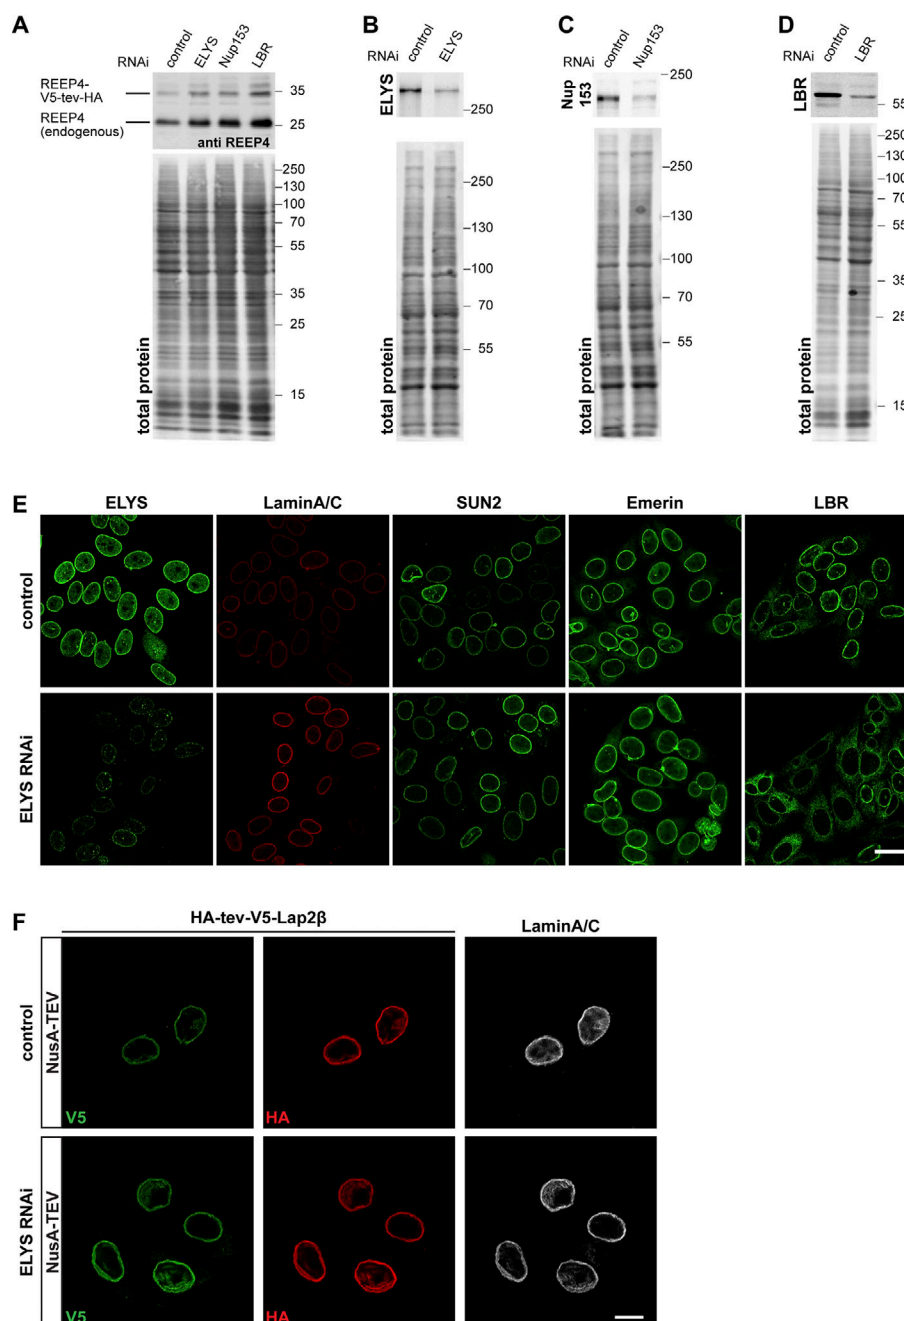 A
RNAi
control
ELYS
Nup153
LBR
REEP4-
V5-tev-HA
REEP4
(endogenous)
35
25
anti REEP4
250
130
100
70
55
35
25
15
total protein
B
RNAi
control
ELYS
ELYS
250
250
130
100
70
55
total protein
C
RNAi
control
Nup153
Nup
153
250
250
130
100
70
55
total protein
D
RNAi
control
LBR
LBR
55
250
130
100
70
55
35
25
15
total protein
E
ELYS
LaminA/C
SUN2
Emerin
LBR
control
ELYS RNAi
F
HA-tev-V5-Lap2β
LaminA/C
control
NusA-TEV
V5
HA
ELYS RNAi
NusA-TEV
V5
HA